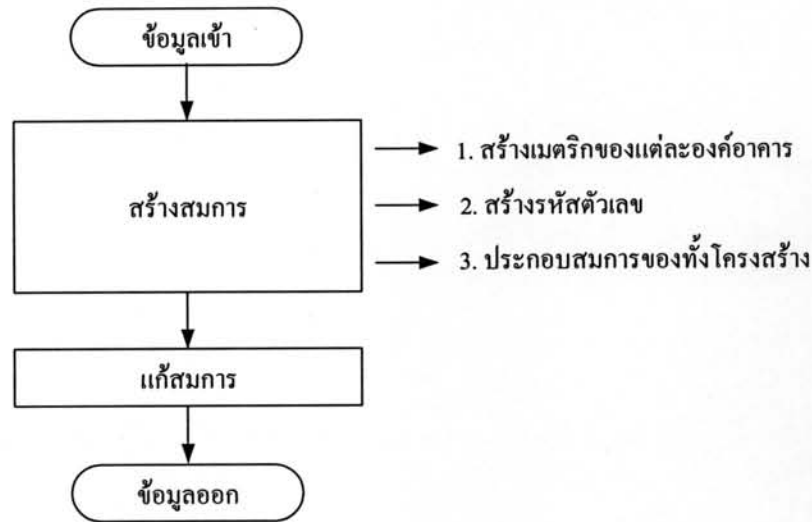 ข้อมูลเข้า
สร้างสมการ
1. สร้างเมตริกของแต่ละองค์อาคาร
2. สร้างรหัสตัวเลข
3. ประกอบสมการของทั้งโครงสร้าง
แก้สมการ
ข้อมูลออก